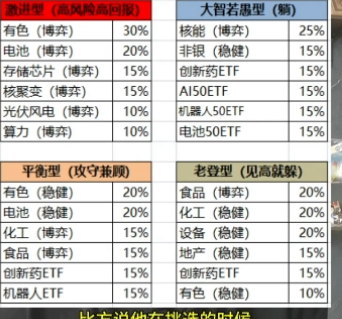 激进型（高风险高回报）
有色（博弈） 30%
电池（博弈） 20%
存储芯片（博弈） 15%
核聚变（博弈） 15%
光伏风电（博弈） 10%
算力（博弈） 10%
大智若愚型（躺）
核能（博弈） 25%
非银（稳健） 15%
创新药ETF 15%
AI50ETF 15%
机器人50ETF 15%
电池50ETF 15%
平衡型（攻守兼顾）
有色（稳健） 20%
电池（稳健） 20%
化工（博弈） 15%
食品（博弈） 15%
创新药ETF 15%
机器人ETF 15%
老登型（见高就躲）
食品（博弈） 20%
化工（稳健） 20%
设备（稳健） 20%
地产（稳健） 15%
创新药ETF 15%
有色（稳健） 10%
比方说他在挑选的时候